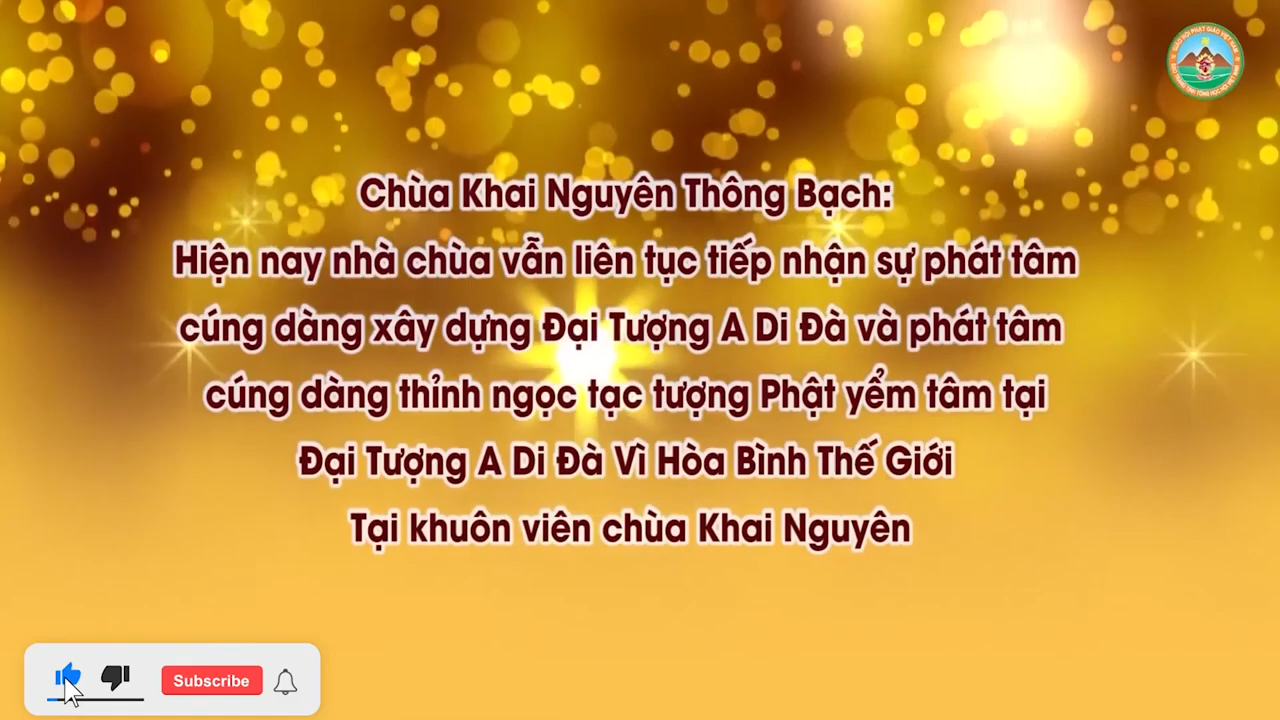 Chùa Khai Nguyên Thông Bạch:
Hiện nay nhà chùa vẫn liên tục tiếp nhận sự phát tâm
cúng dàng xây dựng Đại Tượng A Di Đà và phát tâm
cúng dàng thỉnh ngọc tạc tượng Phật yểm tâm tại
Đại Tượng A Di Đà Vì Hòa Bình Thế Giới
Tại khuôn viên chùa Khai Nguyên
Subscribe